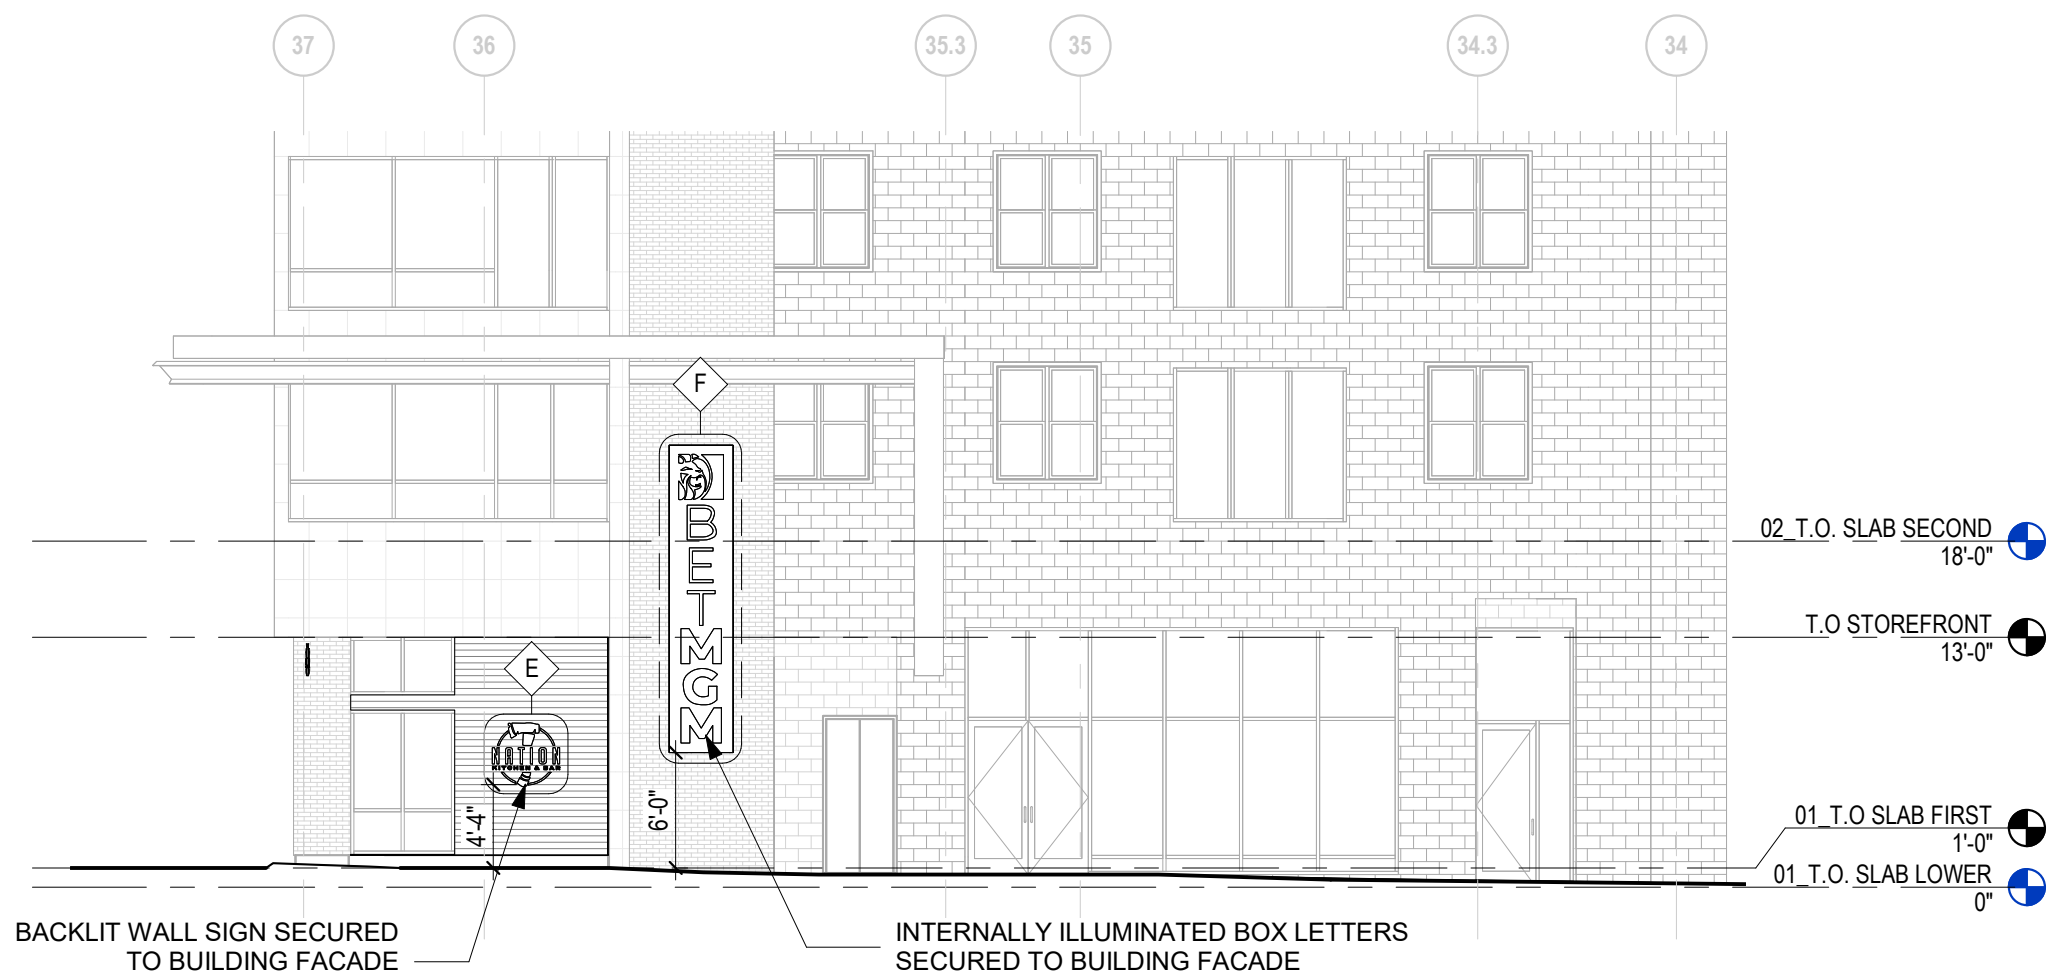 37
36
35.3
35
34.3
34
F
BETMGM
02_T.O. SLAB SECOND
18'-0"
T.O STOREFRONT
13'-0"
E
NATION
KITCHEN & BAR
4'-4"
6'-0"
01_T.O SLAB FIRST
1'-0"
01_T.O. SLAB LOWER
0"
BACKLIT WALL SIGN SECURED
TO BUILDING FACADE
INTERNALLY ILLUMINATED BOX LETTERS
SECURED TO BUILDING FACADE